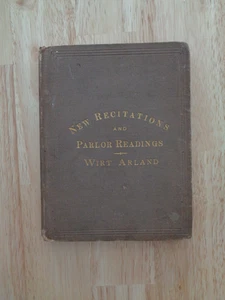 NEW RECITATIONS
AND
PARLOR READINGS
WIRT ARLAND